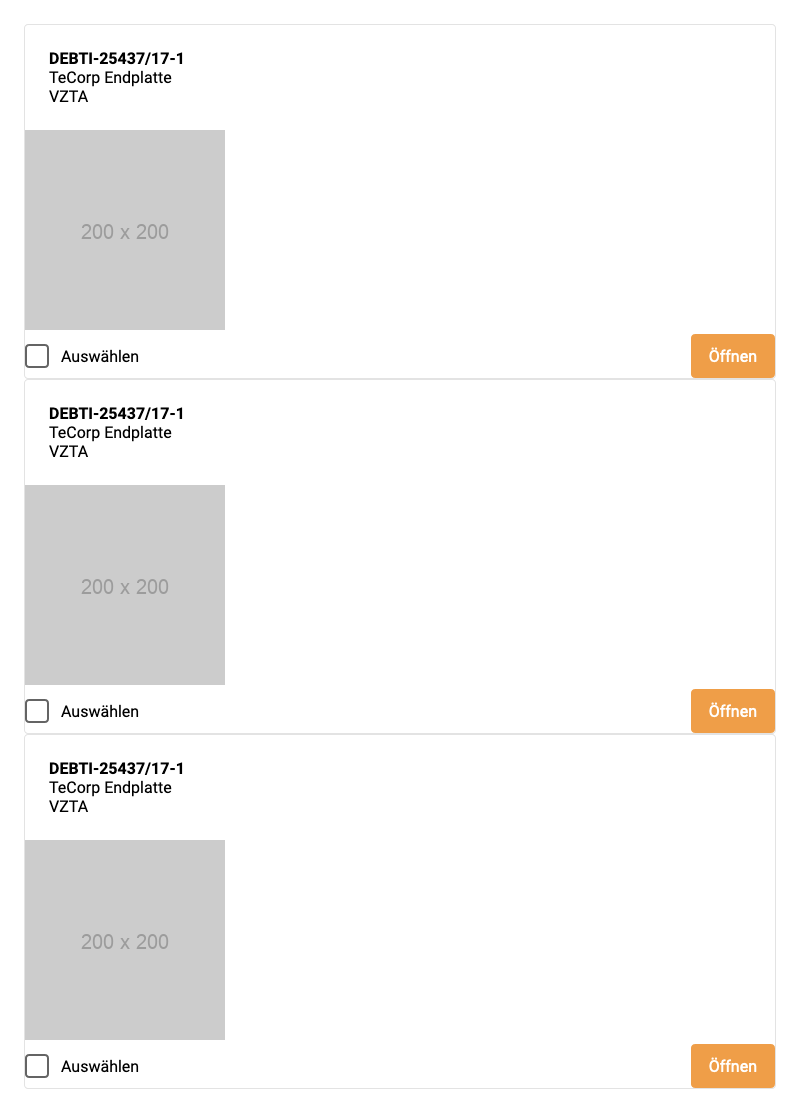 DEBTI-25437/17-1
TeCorp Endplatte
VZTA
200 x 200
Auswählen
Öffnen
DEBTI-25437/17-1
TeCorp Endplatte
VZTA
200 x 200
Auswählen
Öffnen
DEBTI-25437/17-1
TeCorp Endplatte
VZTA
200 x 200
Auswählen
Öffnen